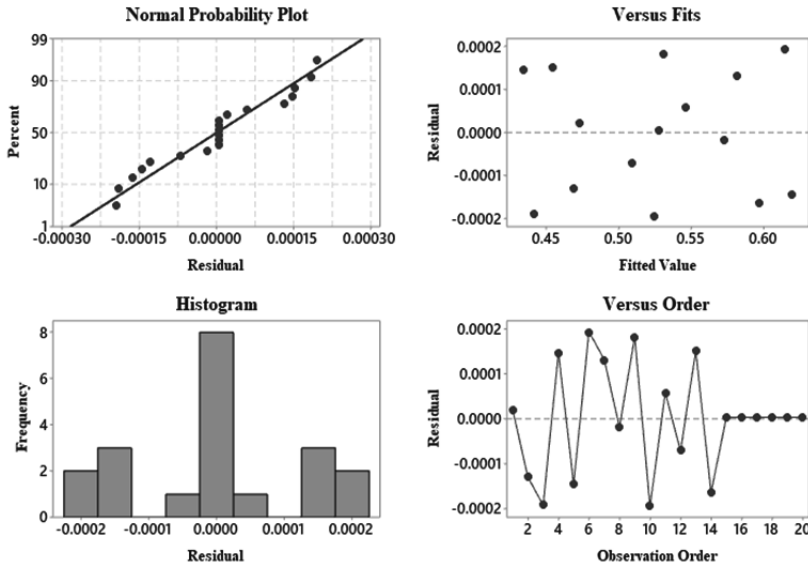 Normal Probability Plot
99
90
50
10
1
Percent
-0.00030 -0.00015 0.00000 0.00015 0.00030
Residual
Versus Fits
0.0002
0.0001
0.0000
-0.0001
-0.0002
Residual
0.45 0.50 0.55 0.60
Fitted Value
Histogram
8
6
4
2
0
Frequency
-0.0002 -0.0001 0.0000 0.0001 0.0002
Residual
Versus Order
0.0002
0.0001
0.0000
-0.0001
-0.0002
Residual
2 4 6 8 10 12 14 16 18 20
Observation Order